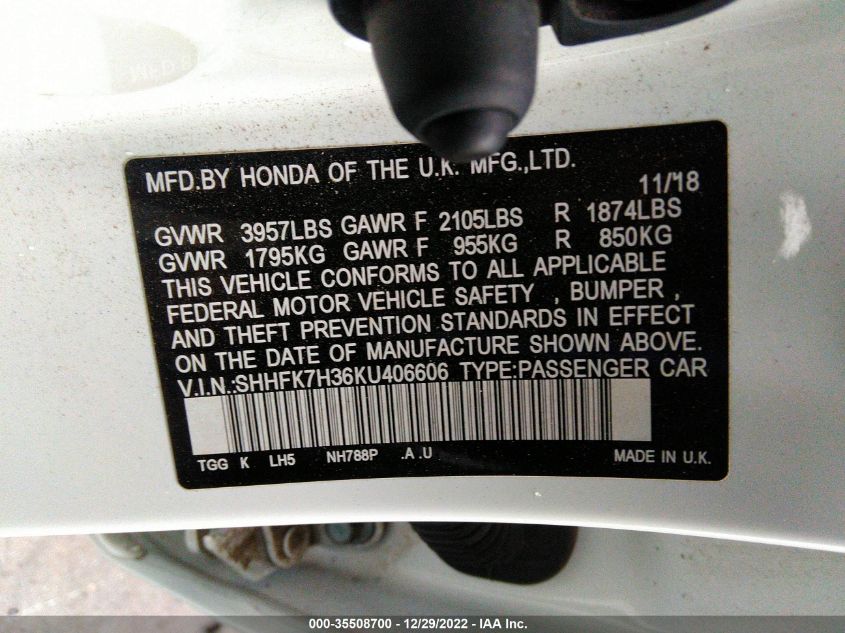 MFD.BY HONDA OF THE U.K. MFG.,LTD.
11/18
GVWR 3957LBS GAWR F 2105LBS R 1874LBS
GVWR 1795KG GAWR F 955KG R 850KG
THIS VEHICLE CONFORMS TO ALL APPLICABLE
FEDERAL MOTOR VEHICLE SAFETY , BUMPER ,
AND THEFT PREVENTION STANDARDS IN EFFECT
ON THE DATE OF MANUFACTURE SHOWN ABOVE.
V.I.N.:SHHFK7H36KU406606 TYPE:PASSENGER CAR
TGG K LH5 NH788P .A .U MADE IN U.K.
000-35508700 - 12/29/2022 - IAA Inc.